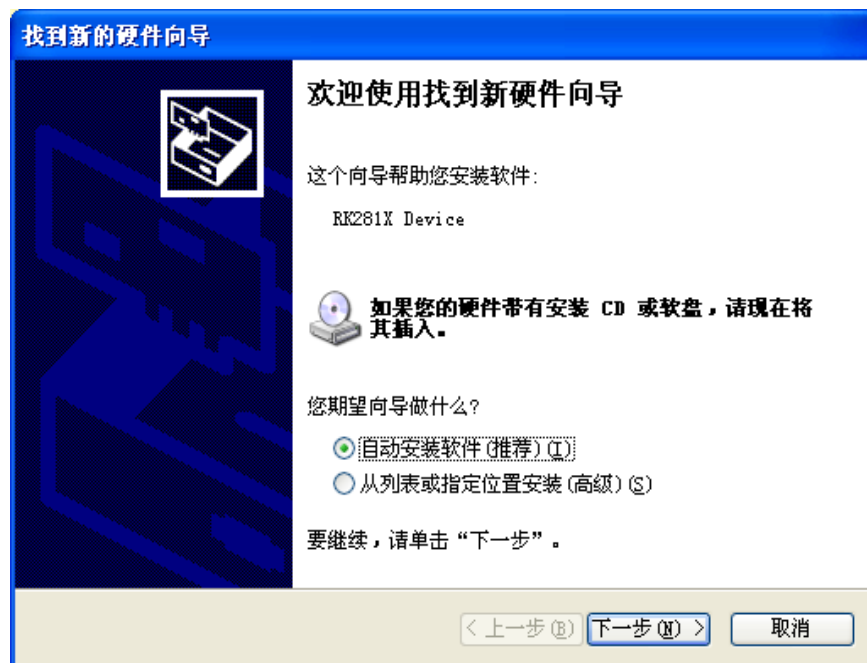 找到新的硬件向导
欢迎使用找到新硬件向导
这个向导帮助您安装软件:
RK281X Device
如果您的硬件带有安装 CD 或软盘，请现在将
其插入。
您期望向导做什么?
自动安装软件(推荐)(I)
从列表或指定位置安装(高级)(S)
要继续，请单击“下一步”。
< 上一步(B)
下一步(N) >
取消